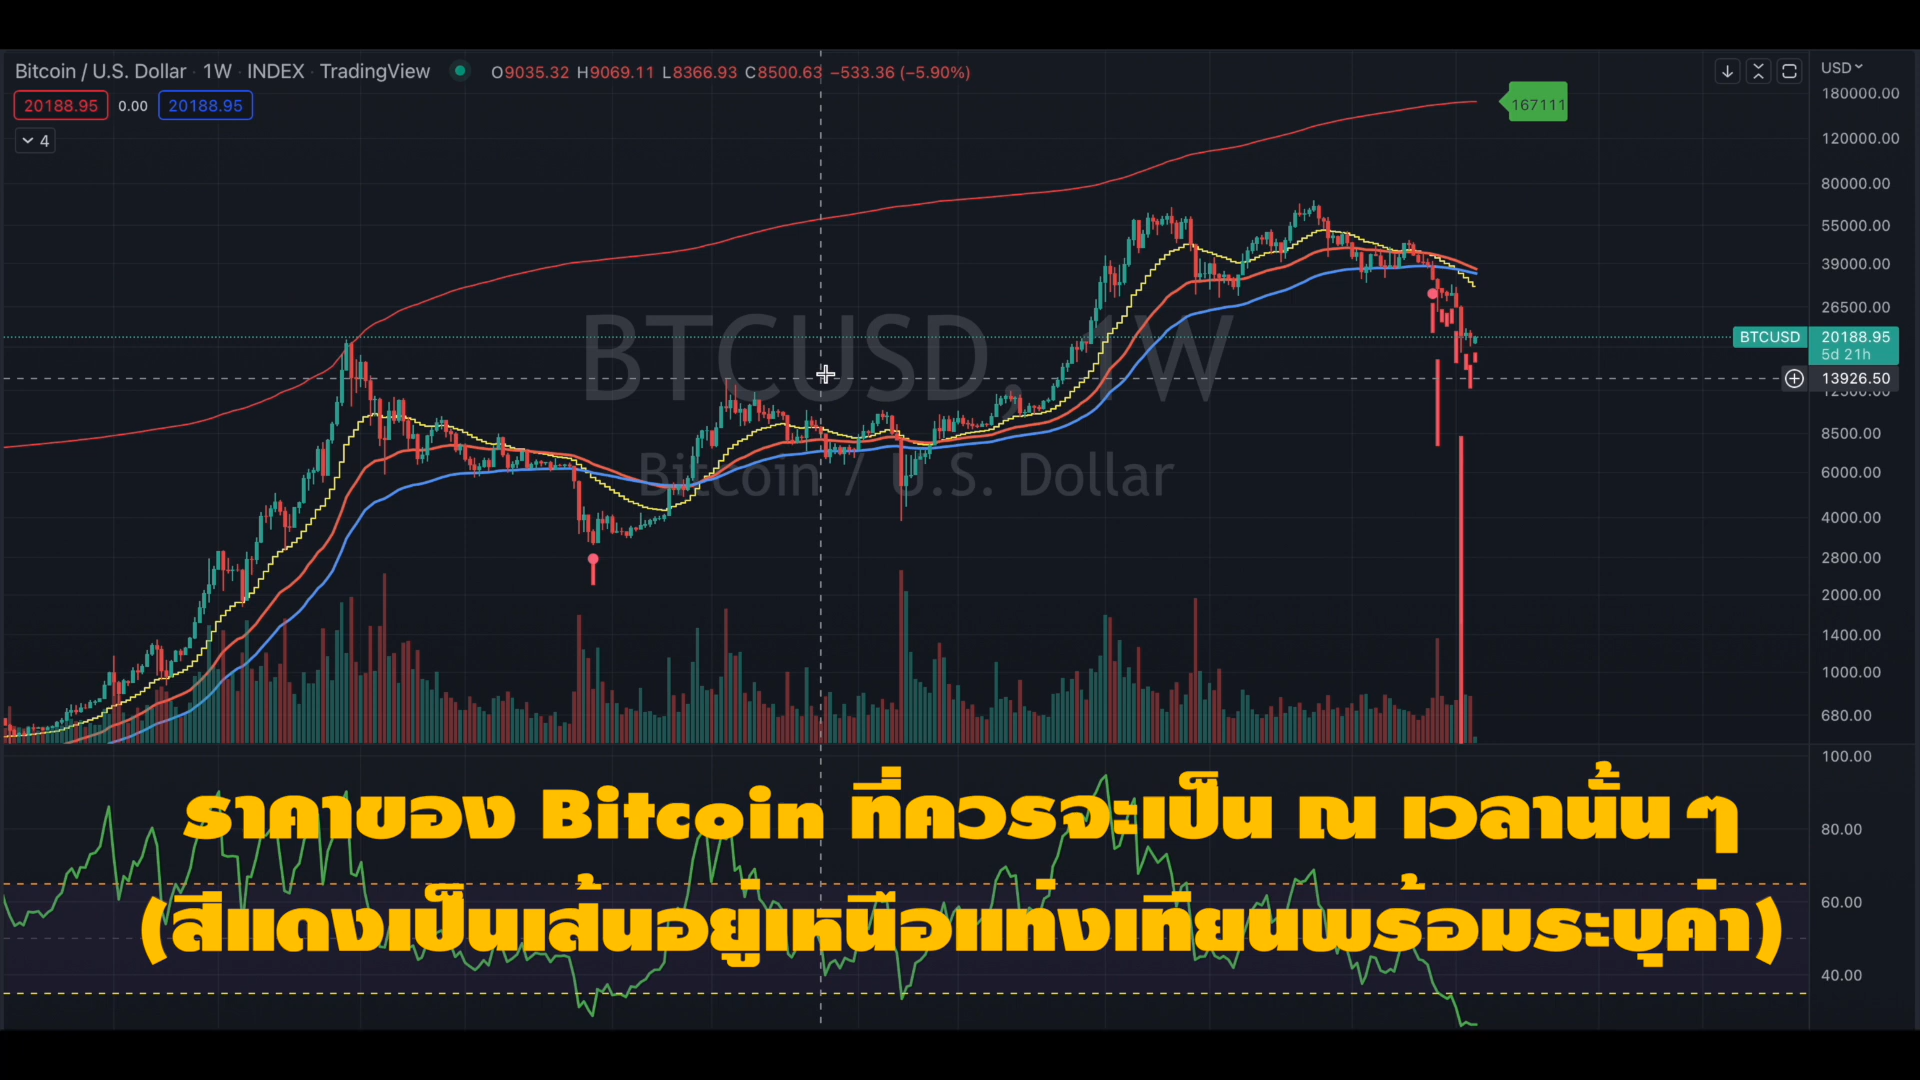 Bitcoin / U.S. Dollar · 1W · INDEX · TradingView O9035.32 H9069.11 L8366.93 C8500.63 −533.36 (−5.90%)
USD
20188.95 0.00 20188.95
4
167111
180000.00
120000.00
80000.00
55000.00
39000.00
26500.00
BTCUSD, 1W
Bitcoin / U.S. Dollar
BTCUSD 20188.95
5d 21h
13926.50
12500.00
8500.00
6000.00
4000.00
2800.00
2000.00
1400.00
1000.00
680.00
100.00
80.00
60.00
40.00
ราคาของ Bitcoin ที่ควรจะเป็น ณ เวลานั้น ๆ
(สีแดงเป็นเส้นอยู่เหนือแท่งเทียนพร้อมระบุค่า)